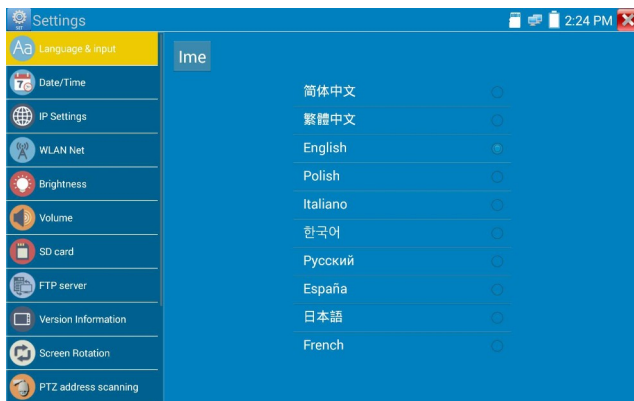 Settings
2:24 PM
SET
Aa
Language & input
Ime
Date/Time
IP Settings
WLAN Net
Brightness
Volume
SD card
FTP server
Version Information
Screen Rotation
PTZ address scanning
简体中文
繁體中文
English
Polish
Italiano
한국어
Русский
España
日本語
French